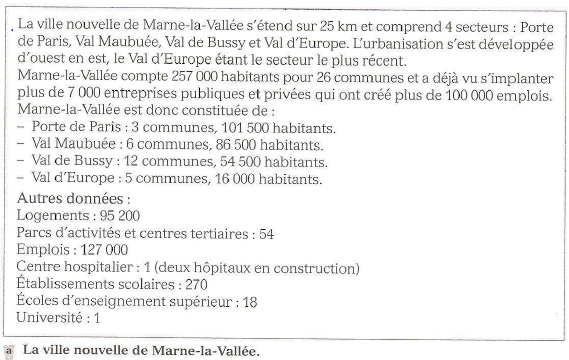 La ville nouvelle de Marne-la-Vallée s'étend sur 25 km et comprend 4 secteurs : Porte
de Paris, Val Maubuée, Val de Bussy et Val d'Europe. L'urbanisation s'est développée
d'ouest en est, le Val d'Europe étant le secteur le plus récent.
Marne-la-Vallée compte 257 000 habitants pour 26 communes et a déjà vu s'implanter
plus de 7 000 entreprises publiques et privées qui ont créé plus de 100 000 emplois.
Marne-la-Vallée est donc constituée de :
– Porte de Paris : 3 communes, 101 500 habitants.
– Val Maubuée : 6 communes, 86 500 habitants.
– Val de Bussy : 12 communes, 54 500 habitants.
– Val d'Europe : 5 communes, 16 000 habitants.
Autres données :
Logements : 95 200
Parcs d'activités et centres tertiaires : 54
Emplois : 127 000
Centre hospitalier : 1 (deux hôpitaux en construction)
Établissements scolaires : 270
Écoles d'enseignement supérieur : 18
Université : 1
a La ville nouvelle de Marne-la-Vallée.